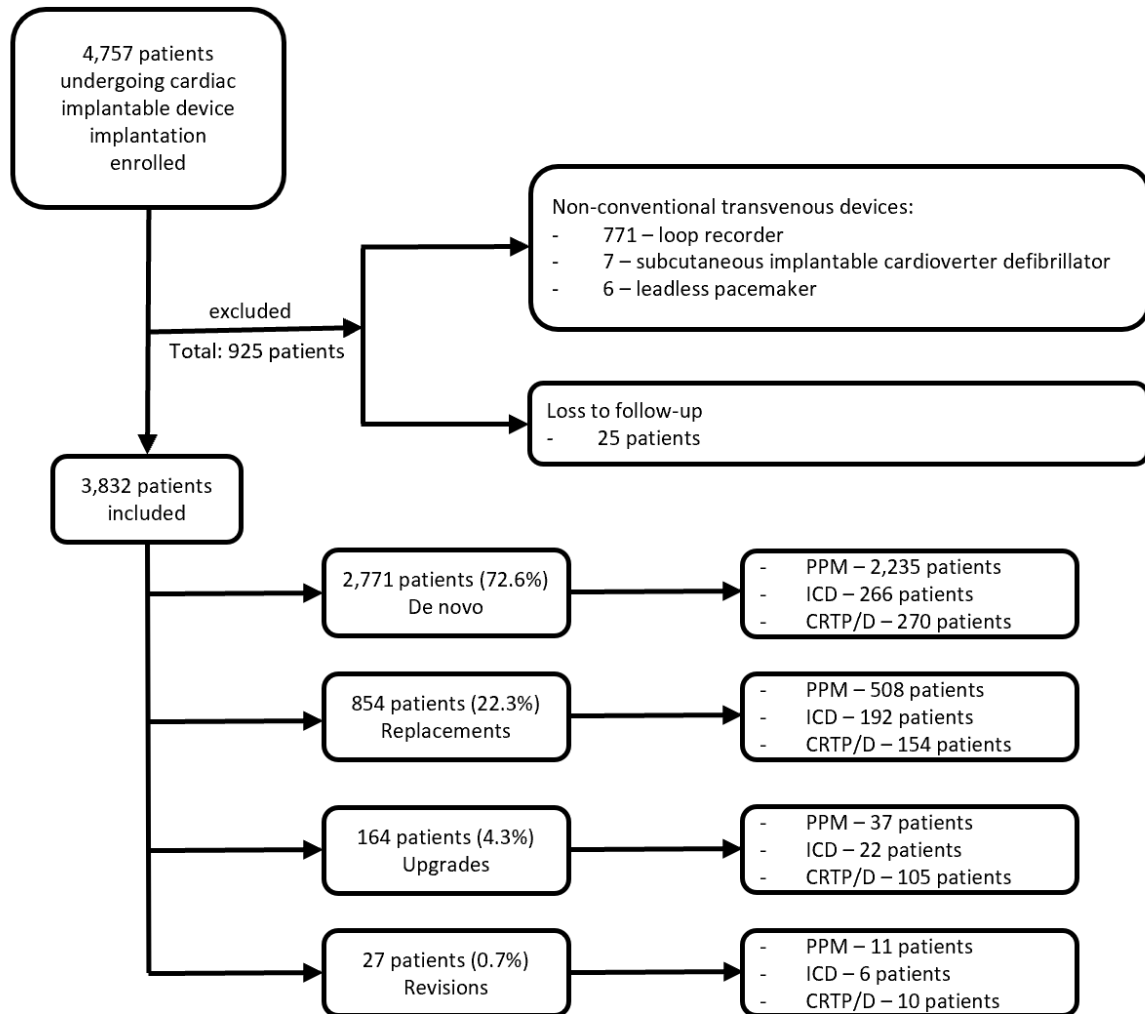 4,757 patients
undergoing cardiac
implantable device
implantation
enrolled
Non-conventional transvenous devices:
- 771 – loop recorder
- 7 – subcutaneous implantable cardioverter defibrillator
- 6 – leadless pacemaker
excluded
Total: 925 patients
Loss to follow-up
- 25 patients
3,832 patients
included
2,771 patients (72.6%)
De novo
- PPM – 2,235 patients
- ICD – 266 patients
- CRTP/D – 270 patients
854 patients (22.3%)
Replacements
- PPM – 508 patients
- ICD – 192 patients
- CRTP/D – 154 patients
164 patients (4.3%)
Upgrades
- PPM – 37 patients
- ICD – 22 patients
- CRTP/D – 105 patients
27 patients (0.7%)
Revisions
- PPM – 11 patients
- ICD – 6 patients
- CRTP/D – 10 patients